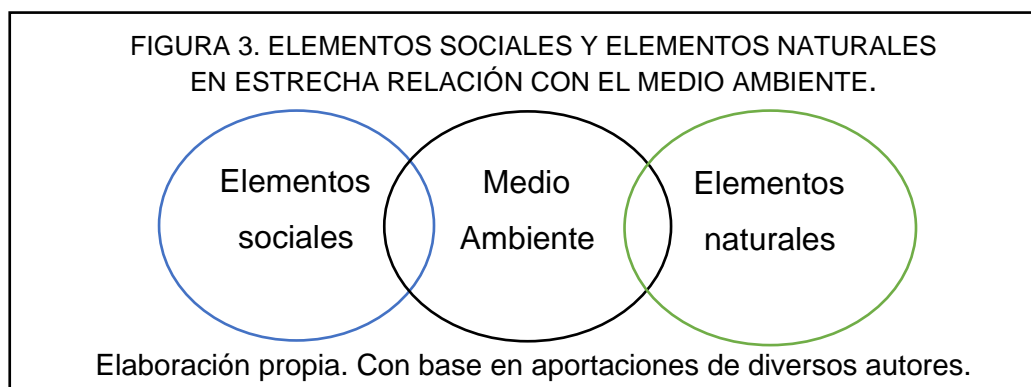 FIGURA 3. ELEMENTOS SOCIALES Y ELEMENTOS NATURALES
EN ESTRECHA RELACIÓN CON EL MEDIO AMBIENTE.
Elementos
sociales
Medio
Ambiente
Elementos
naturales
Elaboración propia. Con base en aportaciones de diversos autores.